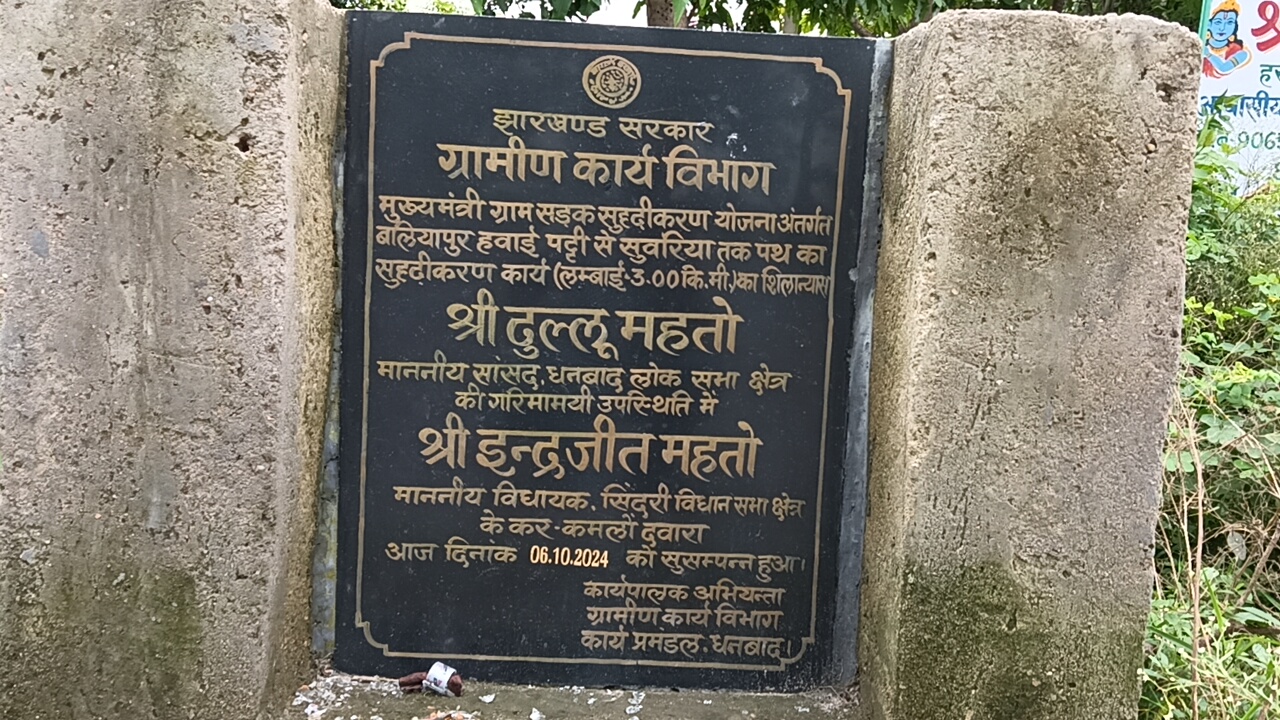 झारखण्ड सरकार
ग्रामीण कार्य विभाग
मुख्यमंत्री ग्राम सड़क सुदृढीकरण योजना अंतर्गत
बलियापुर हवाई पट्टी से सुवरिया तक पथ का
सुदृढीकरण कार्य (लम्बाई-3.00 कि.मी.) का शिलान्यास
श्री ढुल्लू महतो
माननीय सांसद, धनबाद लोक सभा क्षेत्र
की गरिमामयी उपस्थिति में
श्री इन्द्रजीत महतो
माननीय विधायक, सिंदरी विधान सभा क्षेत्र
के कर-कमलों दवारा
आज दिनांक 06.10.2024 को सुसम्पन्न हुआ।
कार्यपालक अभियन्ता
ग्रामीण कार्य विभाग
कार्य प्रमंडल, धनबाद।